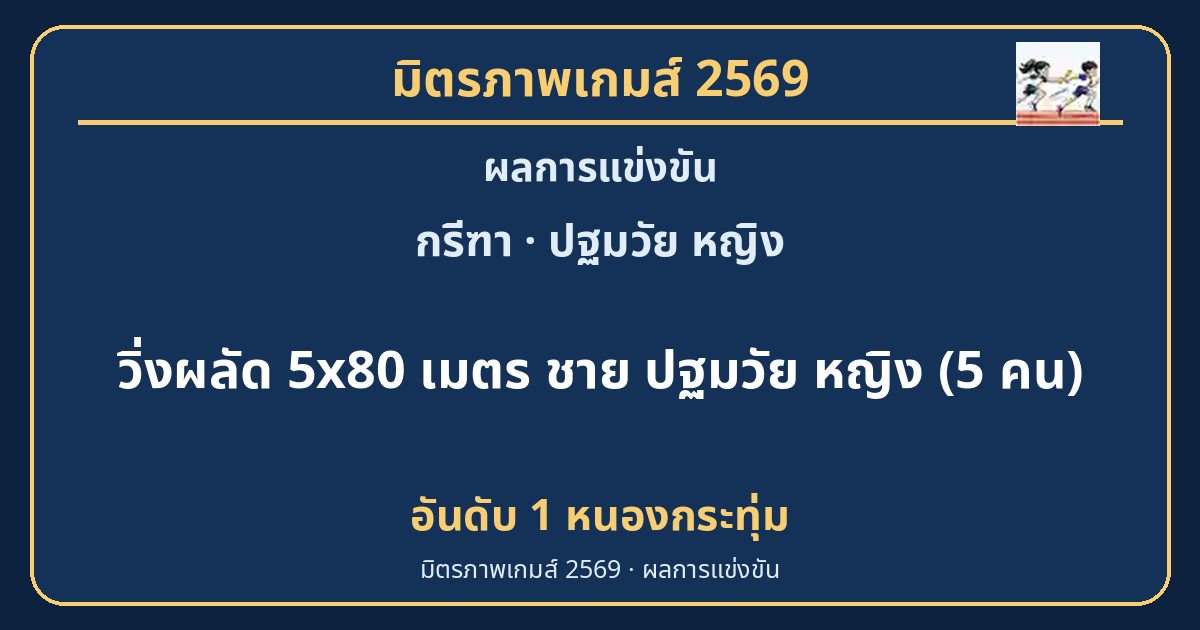 มิตรภาพเกมส์ 2569
ผลการแข่งขัน
กรีฑา · ปฐมวัย หญิง
วิ่งผลัด 5x80 เมตร ชาย ปฐมวัย หญิง (5 คน)
อันดับ 1 หนองกระทุ่ม
มิตรภาพเกมส์ 2569 · ผลการแข่งขัน